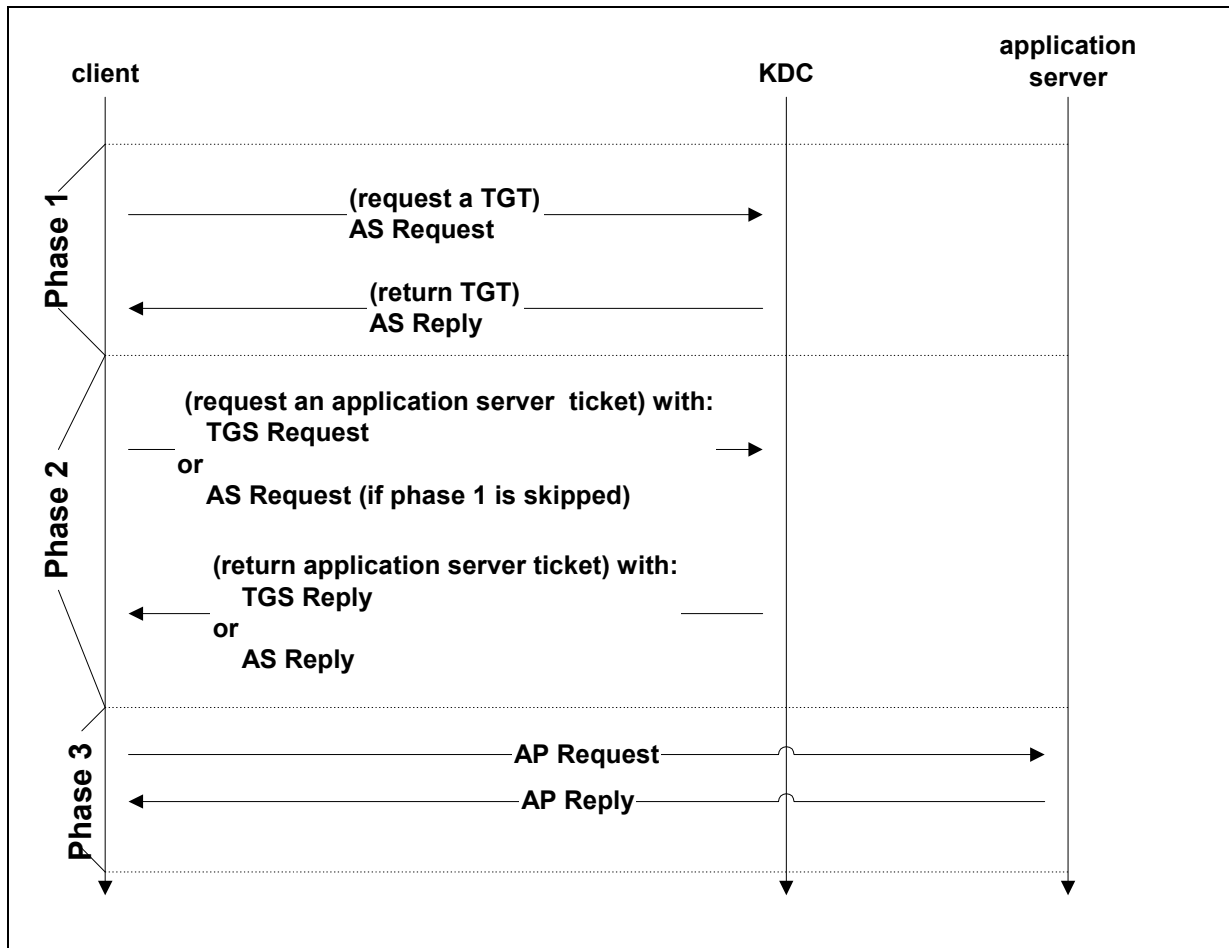 client
KDC
application
server
Phase 1
(request a TGT)
AS Request
(return TGT)
AS Reply
Phase 2
(request an application server ticket) with:
TGS Request
or
AS Request (if phase 1 is skipped)
(return application server ticket) with:
TGS Reply
or
AS Reply
Phase 3
AP Request
AP Reply